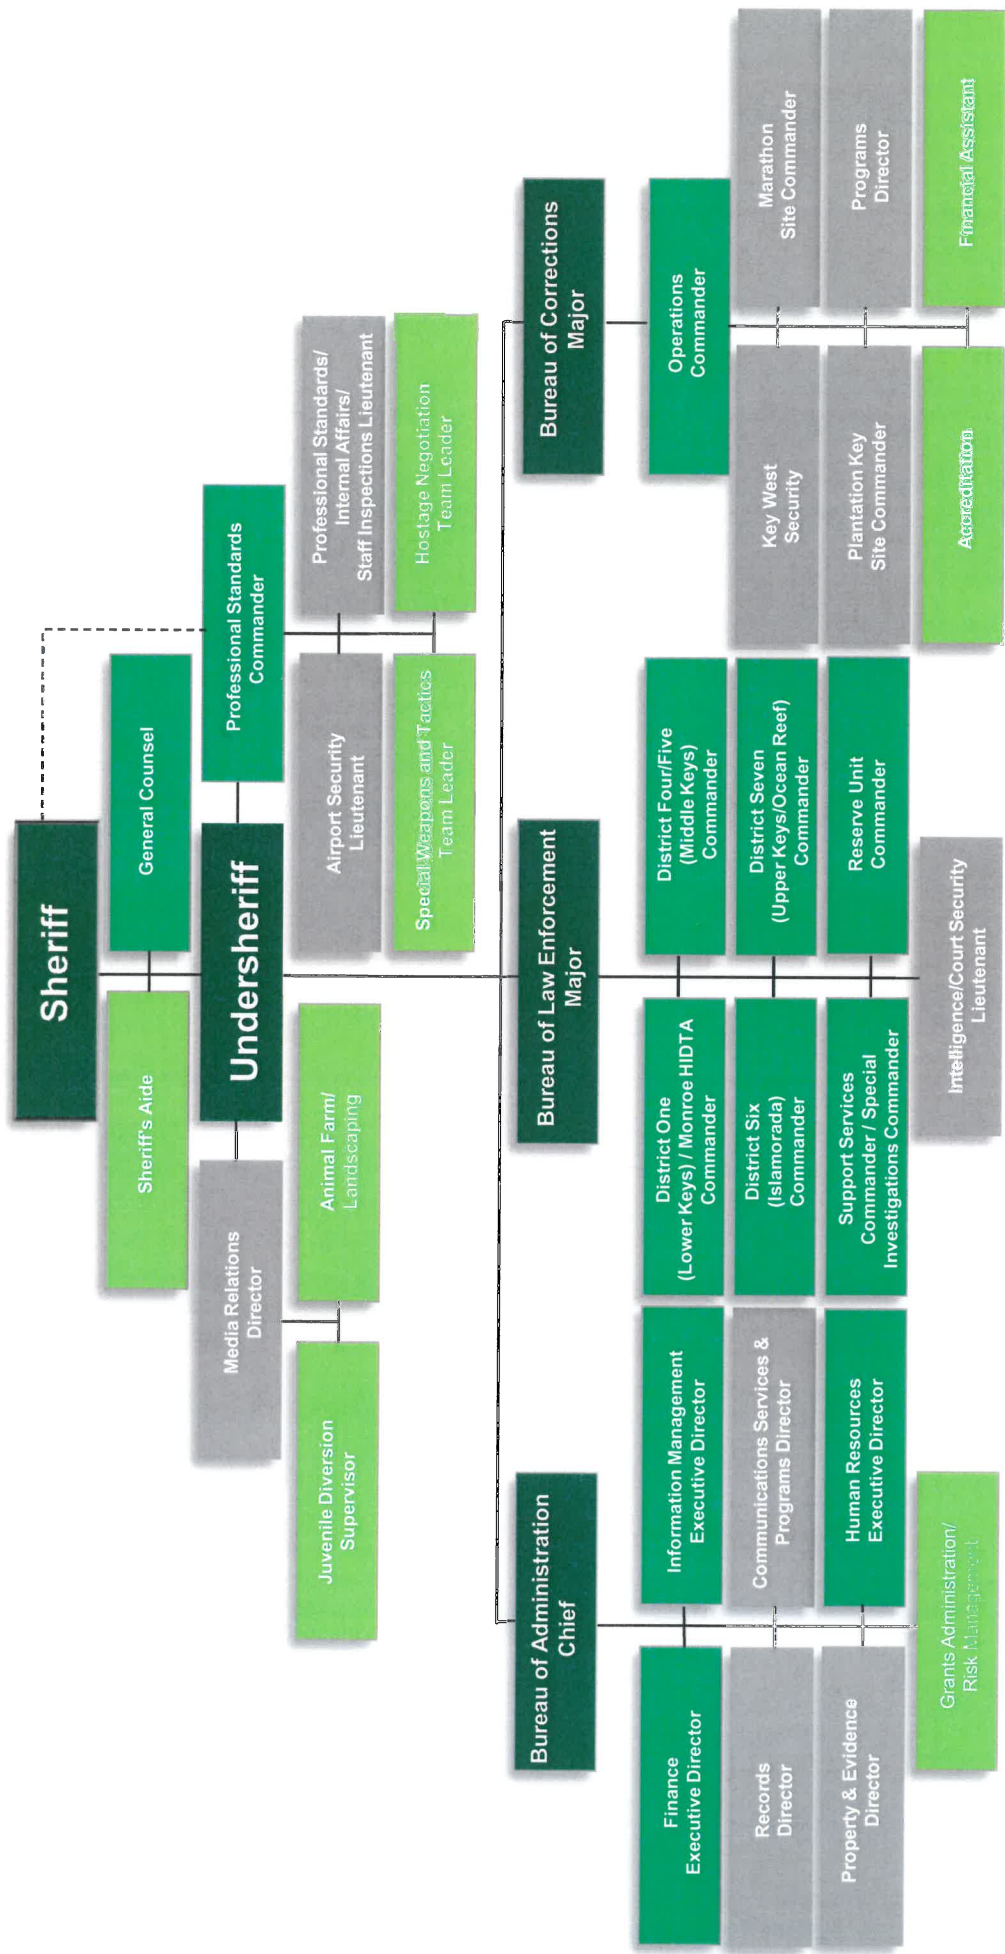 Sheriff
Sheriff's Aide
General Counsel
Undersheriff
Media Relations
Director
Professional Standards
Commander
Juvenile Diversion
Supervisor
Animal Farm/
Landscaping
Airport Security
Lieutenant
Professional Standards/
Internal Affairs/
Staff Inspections Lieutenant
Special Weapons and Tactics
Team Leader
Hostage Negotiation
Team Leader
Bureau of Administration
Chief
Bureau of Law Enforcement
Major
Bureau of Corrections
Major
Finance
Executive Director
Information Management
Executive Director
Records
Director
Communications Services &
Programs Director
Property & Evidence
Director
Human Resources
Executive Director
Grants Administration/
Risk Management
District One
(Lower Keys) / Monroe HIDTA
Commander
District Four/Five
(Middle Keys)
Commander
District Six
(Islamorada)
Commander
District Seven
(Upper Keys/Ocean Reef)
Commander
Support Services
Commander / Special
Investigations Commander
Reserve Unit
Commander
Intelligence/Court Security
Lieutenant
Operations
Commander
Key West
Security
Marathon
Site Commander
Plantation Key
Site Commander
Programs
Director
Accreditation
Financial Assistant